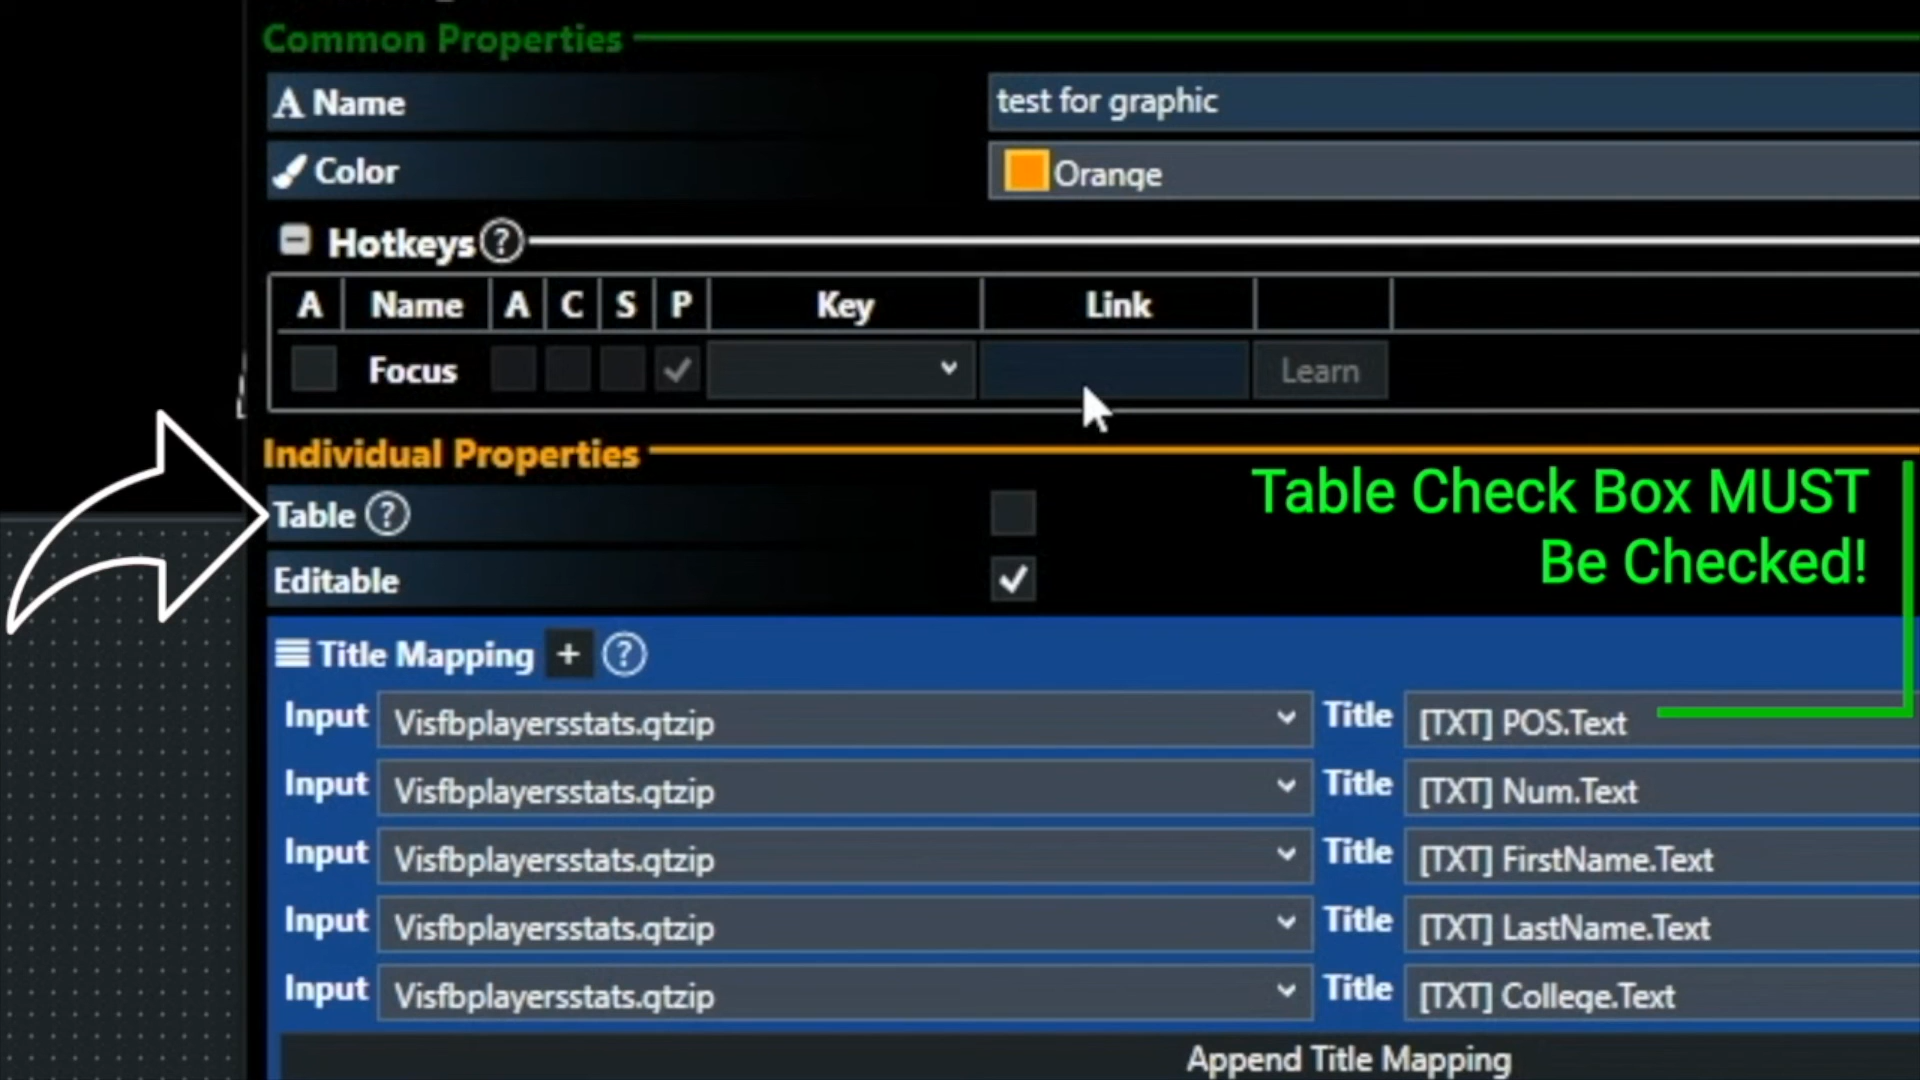 Common Properties
A Name
test for graphic
Color
Orange
Hotkeys ?
A Name A C S P Key Link
Focus
Learn
Individual Properties
Table ?
Table Check Box MUST
Be Checked!
Editable
Title Mapping + ?
Input Visfbplayersstats.gtzip Title [TXT] POS.Text
Input Visfbplayersstats.gtzip Title [TXT] Num.Text
Input Visfbplayersstats.gtzip Title [TXT] FirstName.Text
Input Visfbplayersstats.gtzip Title [TXT] LastName.Text
Input Visfbplayersstats.gtzip Title [TXT] College.Text
Append Title Mapping